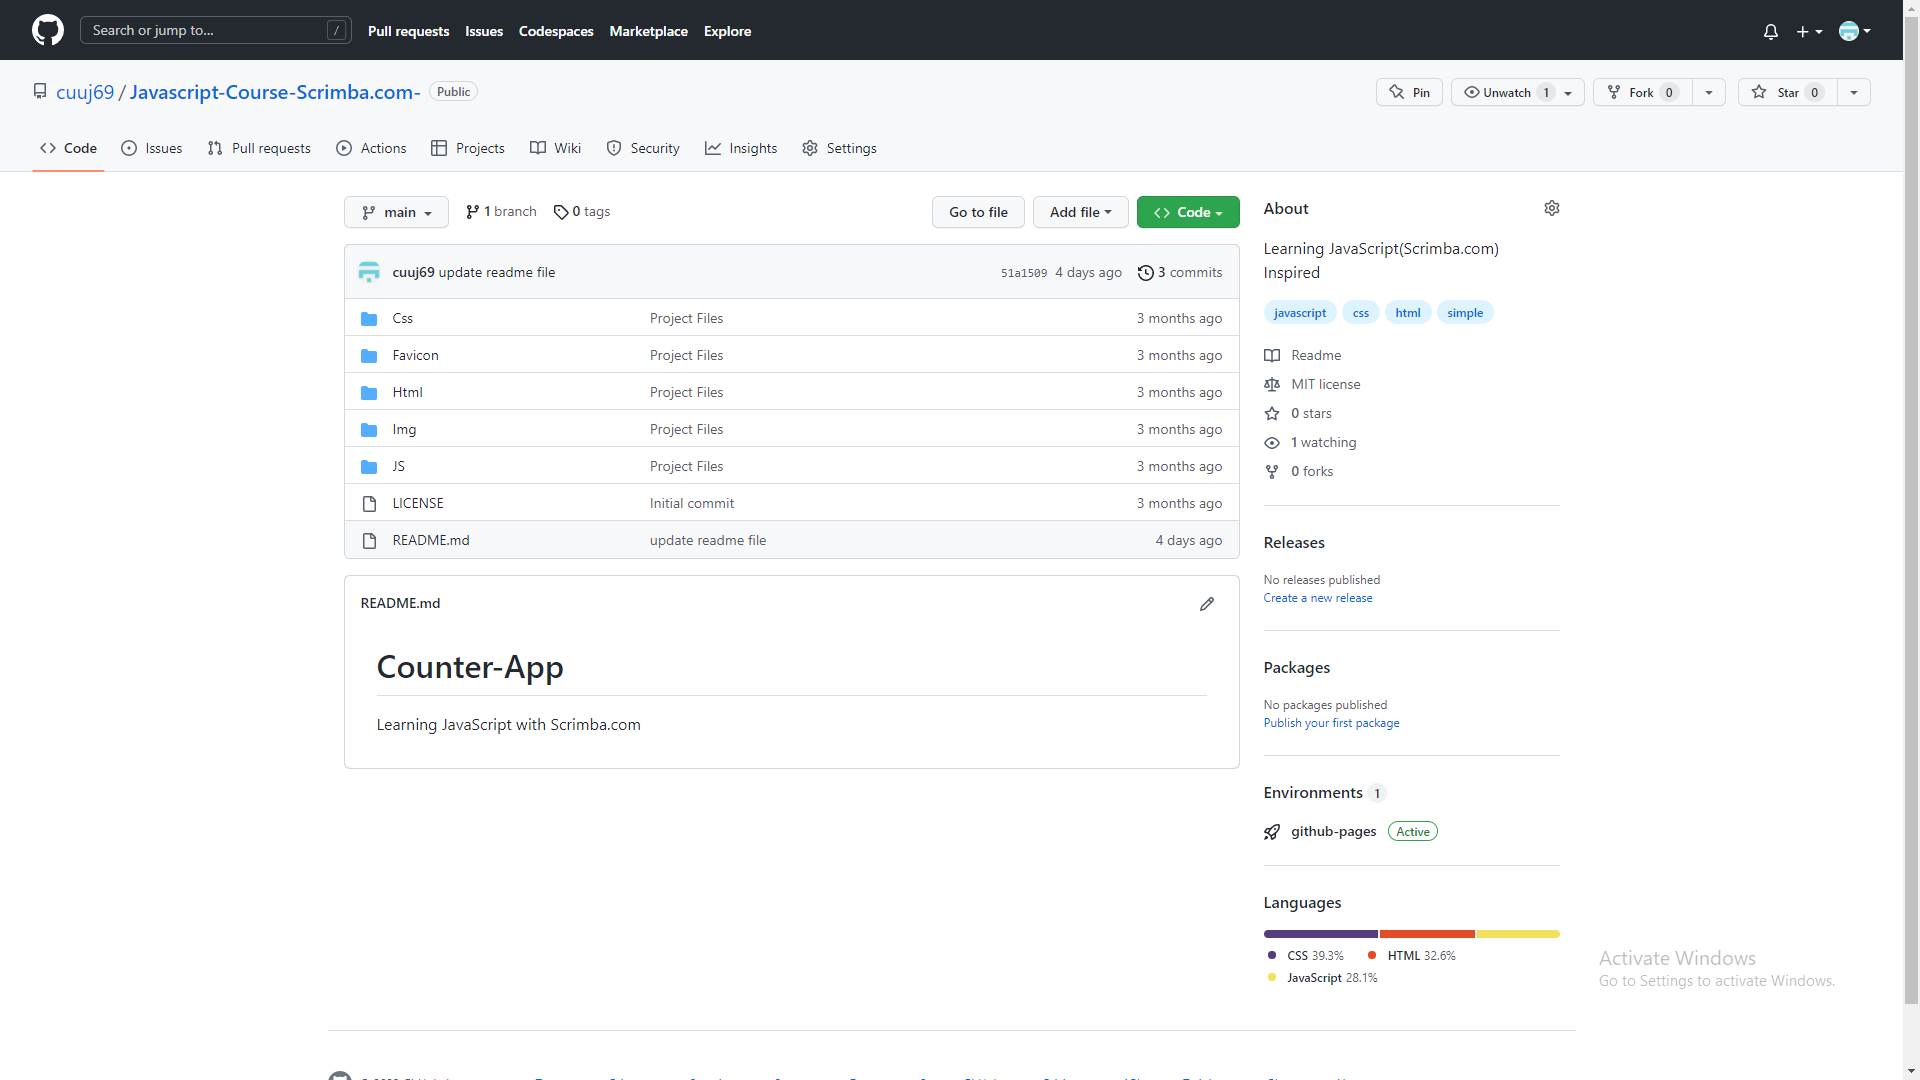 Search or jump to... /
Pull requests Issues Codespaces Marketplace Explore
cuuj69 / Javascript-Course-Scrimba.com- Public
Pin Unwatch 1 Fork 0 Star 0
Code Issues Pull requests Actions Projects Wiki Security Insights Settings
main 1 branch 0 tags Go to file Add file Code
cuuj69 update readme file 51a1509 4 days ago 3 commits
Css Project Files 3 months ago
Favicon Project Files 3 months ago
Html Project Files 3 months ago
Img Project Files 3 months ago
JS Project Files 3 months ago
LICENSE Initial commit 3 months ago
README.md update readme file 4 days ago
README.md
Counter-App
Learning JavaScript with Scrimba.com
About
Learning JavaScript(Scrimba.com)
Inspired
javascript css html simple
Readme
MIT license
0 stars
1 watching
0 forks
Releases
No releases published
Create a new release
Packages
No packages published
Publish your first package
Environments 1
github-pages Active
Languages
CSS 39.3% HTML 32.6%
JavaScript 28.1%
Activate Windows
Go to Settings to activate Windows.